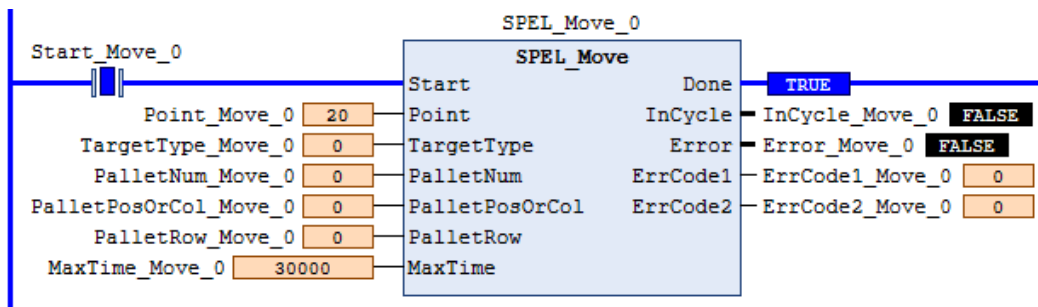 SPEL_Move_0
Start_Move_0
SPEL_Move
Start Done TRUE
Point_Move_0 20 Point InCycle InCycle_Move_0 FALSE
TargetType_Move_0 0 TargetType Error Error_Move_0 FALSE
PalletNum_Move_0 0 PalletNum ErrCode1 ErrCode1_Move_0 0
PalletPosOrCol_Move_0 0 PalletPosOrCol ErrCode2 ErrCode2_Move_0 0
PalletRow_Move_0 0 PalletRow
MaxTime_Move_0 30000 MaxTime